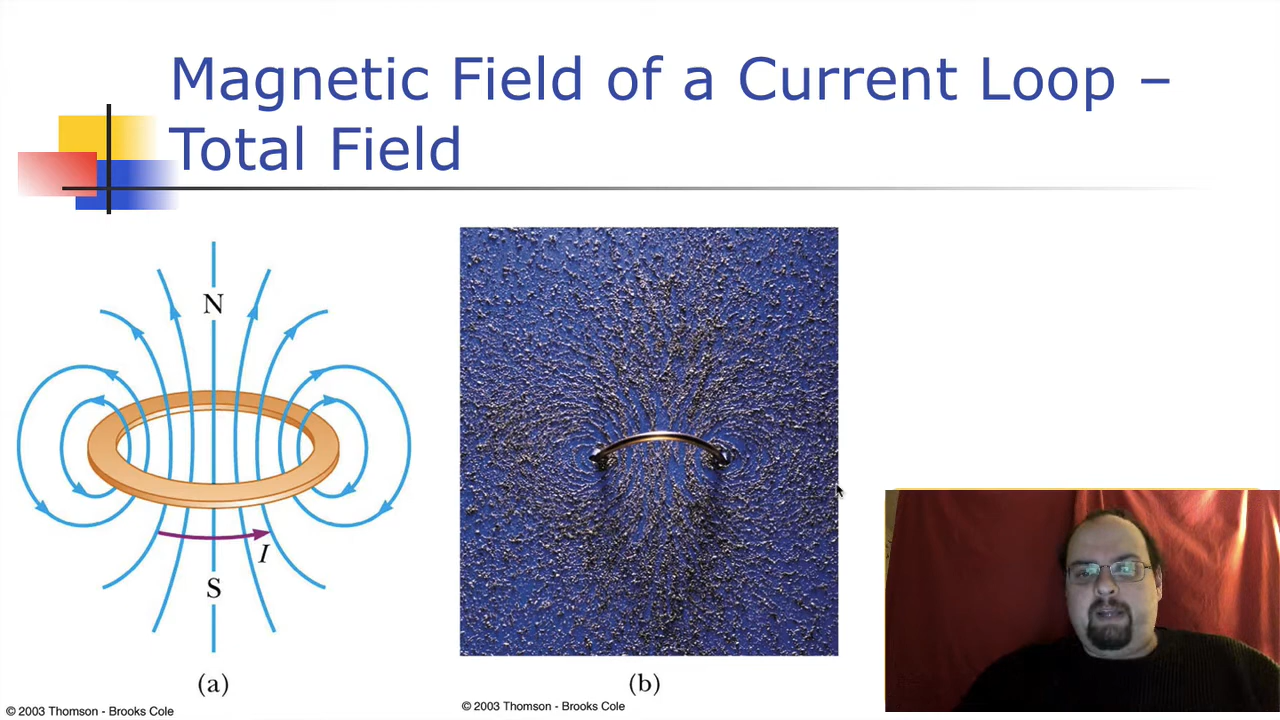 Magnetic Field of a Current Loop –
Total Field
N
I
S
(a)
(b)
© 2003 Thomson - Brooks Cole
© 2003 Thomson - Brooks Cole